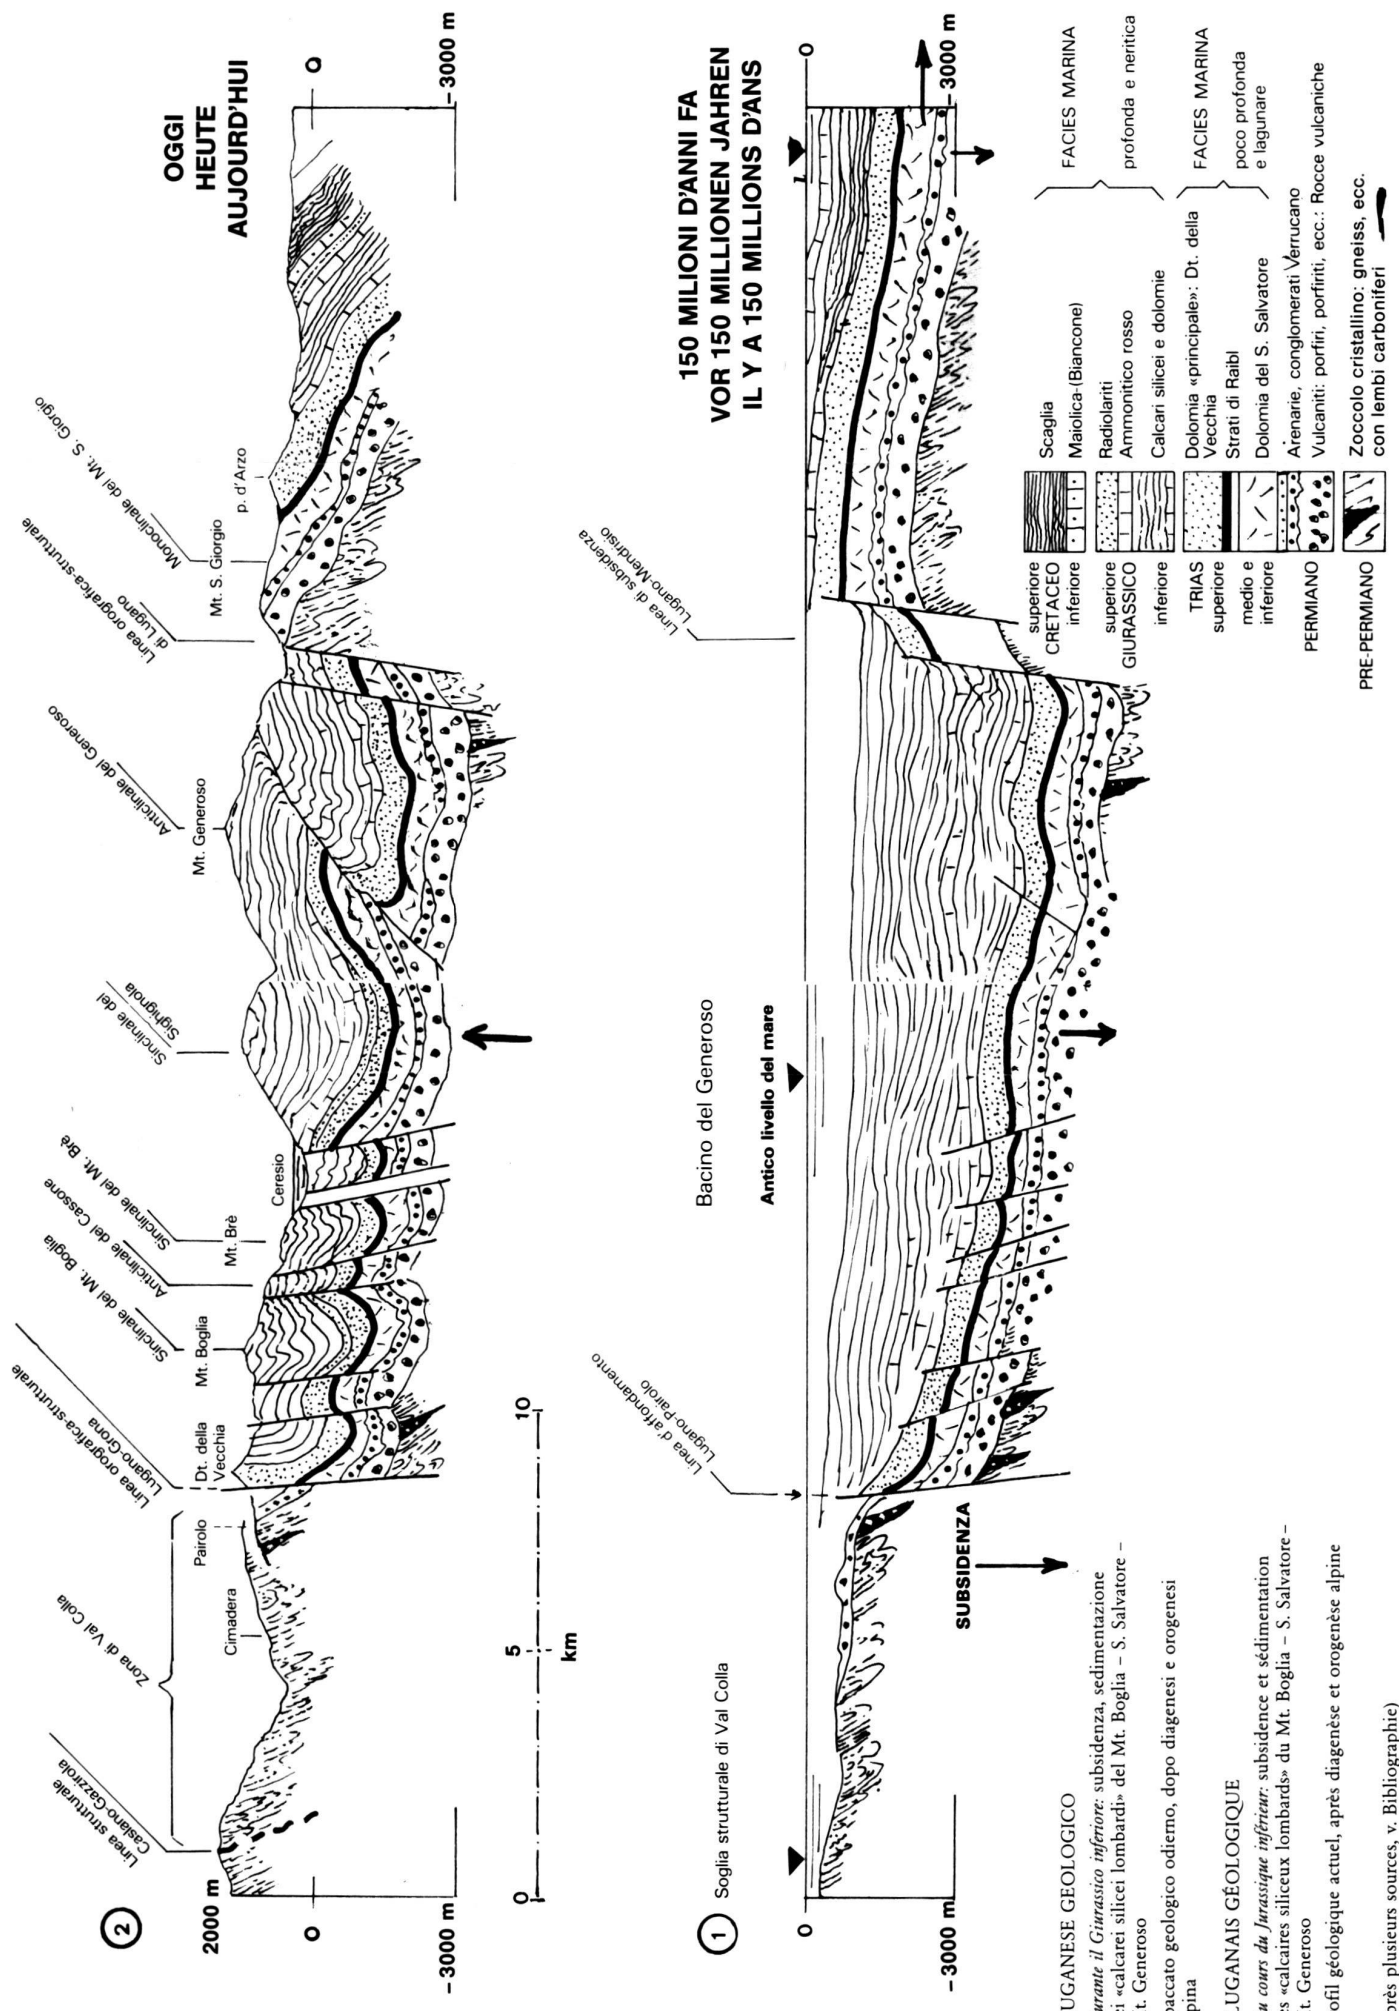 2
OGGI
HEUTE
AUJOURD'HUI
2000 m
O
-3000 m
O
-3000 m
Linea strutturale
Caslano-Gazzirola
Zona di Val Colla
Cimadera
Pairolo
Linea orografica-strutturale
Lugano-Grona
Dt. della
Vecchia
Sinclinale del Mt. Boglia
Mt. Boglia
Anticlinale del Cassone
Sinclinale del Mt. Brè
Mt. Brè
Ceresio
Sinclinale del
Sighignola
Anticlinale del Generoso
Mt. Generoso
Linea orografica-strutturale
di Lugano
Monoclinale del Mt. S. Giorgio
Mt. S. Giorgio
p. d'Arzo
0
5
10
km
1
Soglia strutturale di Val Colla
150 MILIONI D'ANNI FA
VOR 150 MILLIONEN JAHREN
IL Y A 150 MILLIONS D'ANS
0
-3000 m
O
-3000 m
Linea d'affondamento
Lugano-Pairolo
Bacino del Generoso
Antico livello del mare
Linea di subsidenza
Lugano-Mendrisio
SUBSIDENZA
superiore
CRETACEO
inferiore
Scaglia
Maiolica-(Biancone)
superiore
GIURASSICO
inferiore
Radiolariti
Ammonitico rosso
Calcari silicei e dolomie
FACIES MARINA
profonda e neritica
TRIAS
superiore
medio e
inferiore
Dolomia «principale»: Dt. della
Vecchia
Strati di Raibl
Dolomia del S. Salvatore
FACIES MARINA
poco profonda
e lagunare
PERMIANO
Arenarie, conglomerati Verrucano
Vulcaniti: porfiri, porfiriti, ecc.: Rocce vulcaniche
PRE-PERMIANO
Zoccolo cristallino: gneiss, ecc.
con lembi carboniferi
UGANESE GEOLOGICO
urante il Giurassico inferiore: subsidenza, sedimentazione
ei «calcarei silicei lombardi» del Mt. Boglia – S. Salvatore –
t. Generoso
paccato geologico odierno, dopo diagenesi e orogenesi
pina
UGANAIS GÉOLOGIQUE
u cours du Jurassique inférieur: subsidence et sédimentation
es «calcaires siliceux lombards» du Mt. Boglia – S. Salvatore –
t. Generoso
ofil géologique actuel, après diagenèse et orogenèse alpine
rès plusieurs sources, v. Bibliographie)